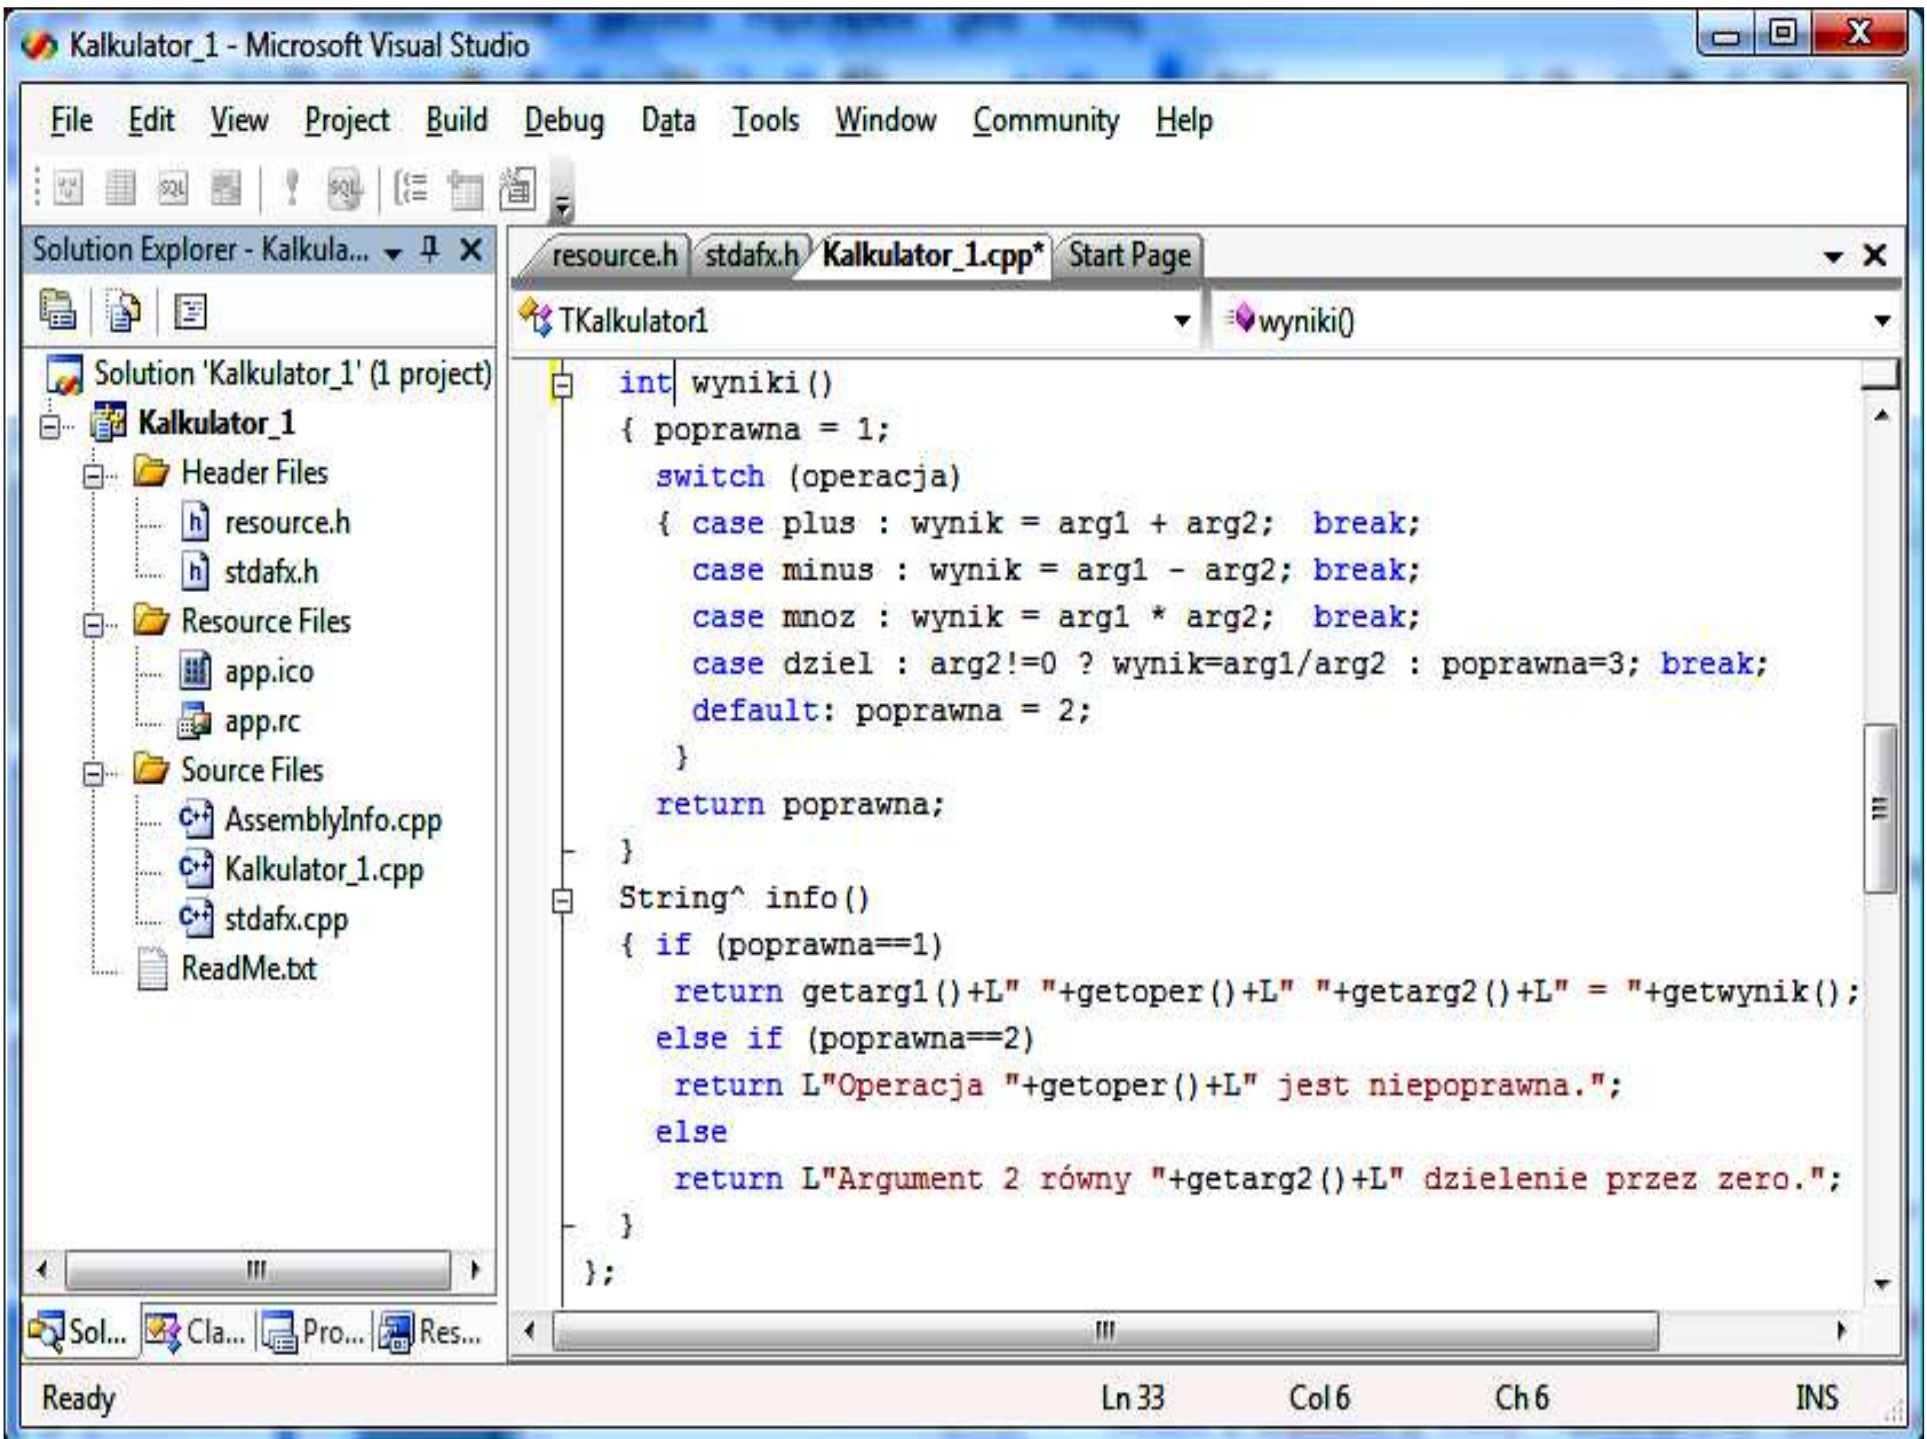 Kalkulator_1 - Microsoft Visual Studio
File Edit View Project Build Debug Data Tools Window Community Help
Solution Explorer - Kalkula...
resource.h stdafx.h Kalkulator_1.cpp* Start Page
TKalkulator1 wyniki()
Solution 'Kalkulator_1' (1 project)
Kalkulator_1
Header Files
resource.h
stdafx.h
Resource Files
app.ico
app.rc
Source Files
AssemblyInfo.cpp
Kalkulator_1.cpp
stdafx.cpp
ReadMe.txt
Sol... Cla... Pro... Res...
int wyniki()
{ poprawna = 1;
switch (operacja)
{ case plus : wynik = arg1 + arg2; break;
case minus : wynik = arg1 - arg2; break;
case mnoz : wynik = arg1 * arg2; break;
case dziel : arg2!=0 ? wynik=arg1/arg2 : poprawna=3; break;
default: poprawna = 2;
}
return poprawna;
}
String^ info()
{ if (poprawna==1)
return getarg1()+L" "+getoper()+L" "+getarg2()+L" = "+getwynik();
else if (poprawna==2)
return L"Operacja "+getoper()+L" jest niepoprawna.";
else
return L"Argument 2 równy "+getarg2()+L" dzielenie przez zero.";
}
};
Ready Ln 33 Col 6 Ch 6 INS